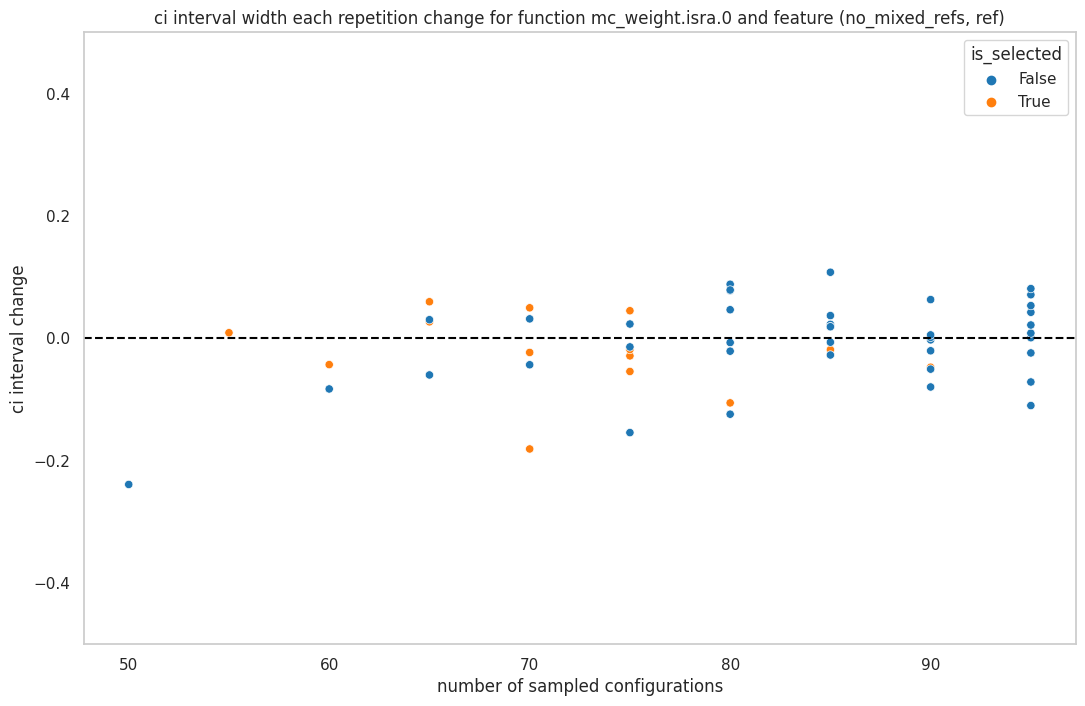 ci interval width each repetition change for function mc_weight.isra.0 and feature (no_mixed_refs, ref)
is_selected
False
True
ci interval change
0.4
0.2
0.0
−0.2
−0.4
50
60
70
80
90
number of sampled configurations